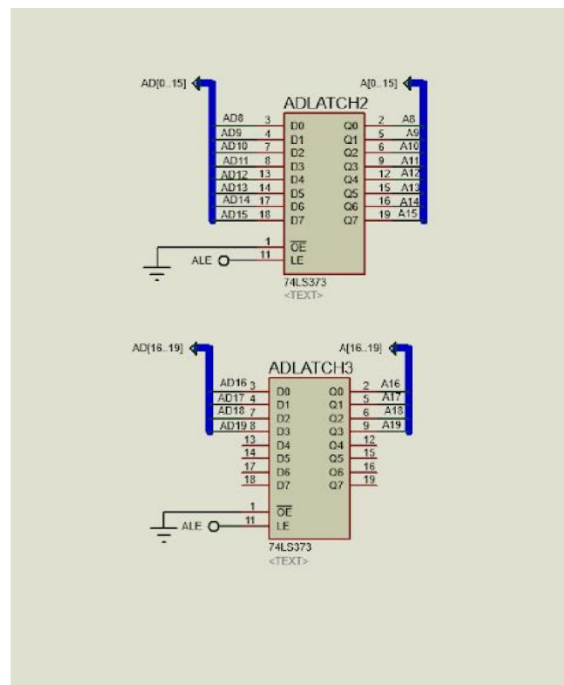 AD[0..15] A[0..15]
ADLATCH2
AD8 3 D0 Q0 2 A8
AD9 4 D1 Q1 5 A9
AD10 7 D2 Q2 6 A10
AD11 8 D3 Q3 9 A11
AD12 13 D4 Q4 12 A12
AD13 14 D5 Q5 15 A13
AD14 17 D6 Q6 16 A14
AD15 18 D7 Q7 19 A15
1 OE
ALE 11 LE
74LS373
<TEXT>
AD[16..19] A[16..19]
ADLATCH3
AD16 3 D0 Q0 2 A16
AD17 4 D1 Q1 5 A17
AD18 7 D2 Q2 6 A18
AD19 8 D3 Q3 9 A19
13 D4 Q4 12
14 D5 Q5 15
17 D6 Q6 16
18 D7 Q7 19
1 OE
ALE 11 LE
74LS373
<TEXT>